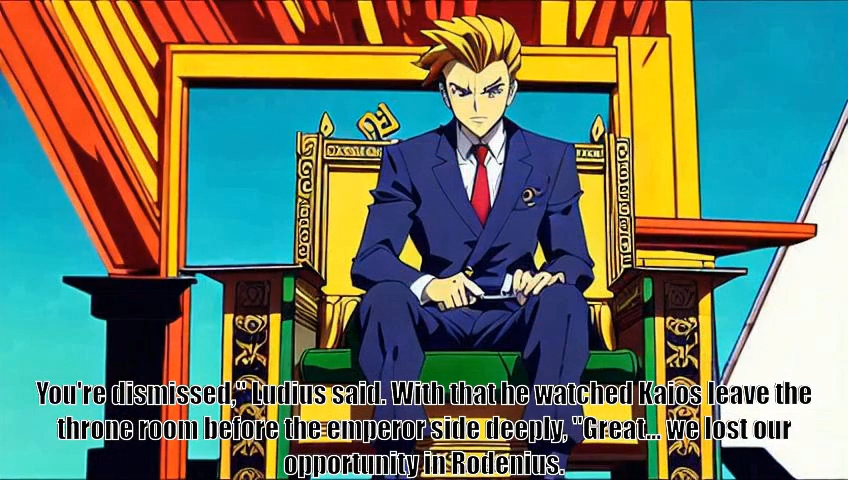 You're dismissed," Ludius said. With that he watched Kaios leave the
throne room before the emperor side deeply, "Great... we lost our
opportunity in Rodenius.